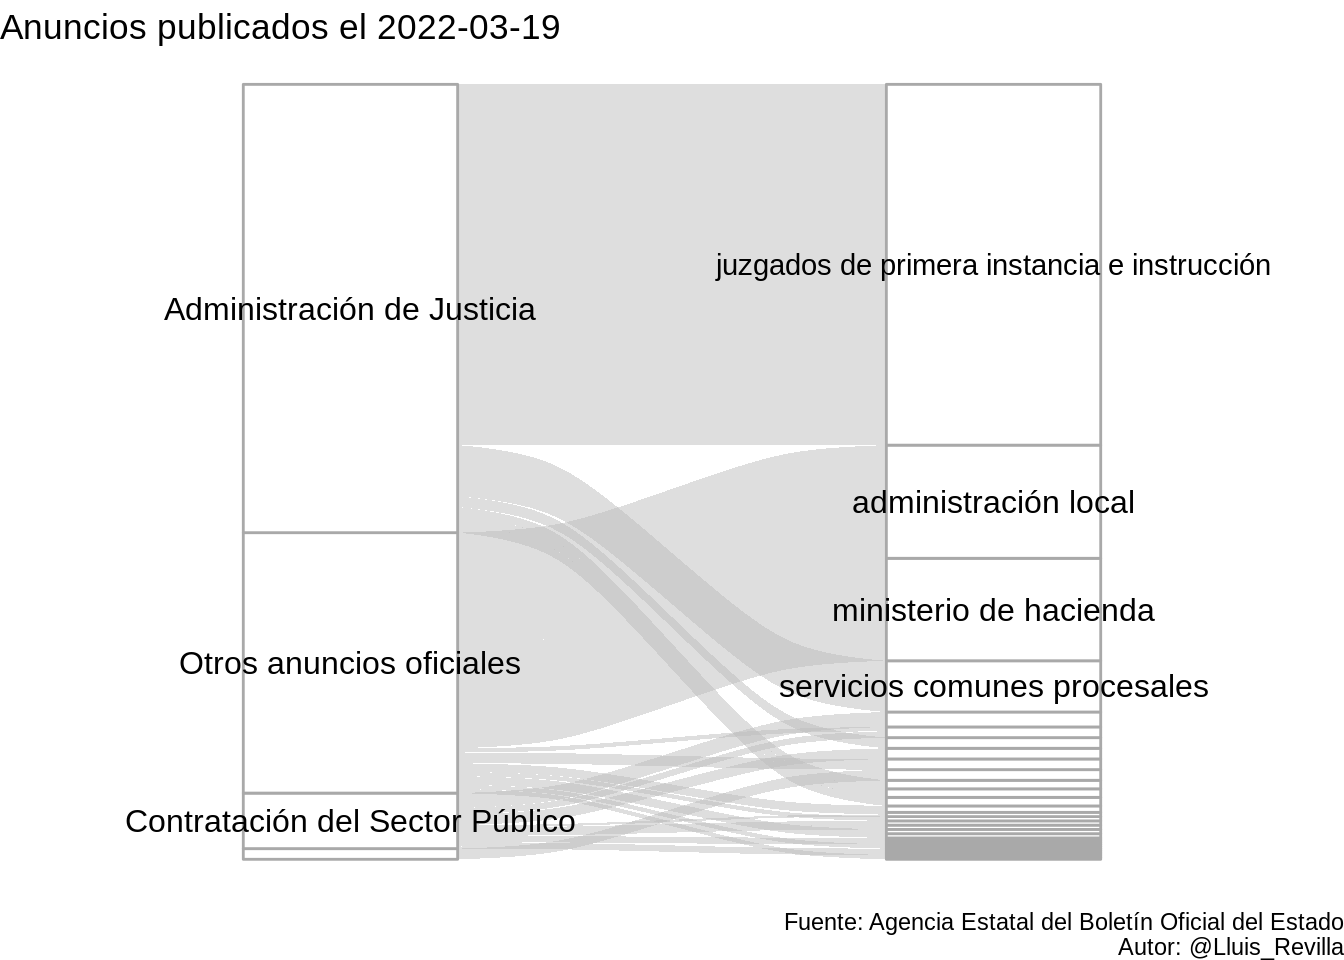 Anuncios publicados el 2022-03-19
juzgados de primera instancia e instrucción
Administración de Justicia
administración local
ministerio de hacienda
Otros anuncios oficiales
servicios comunes procesales
Contratación del Sector Público
Fuente: Agencia Estatal del Boletín Oficial del Estado
Autor: @Lluis_Revilla